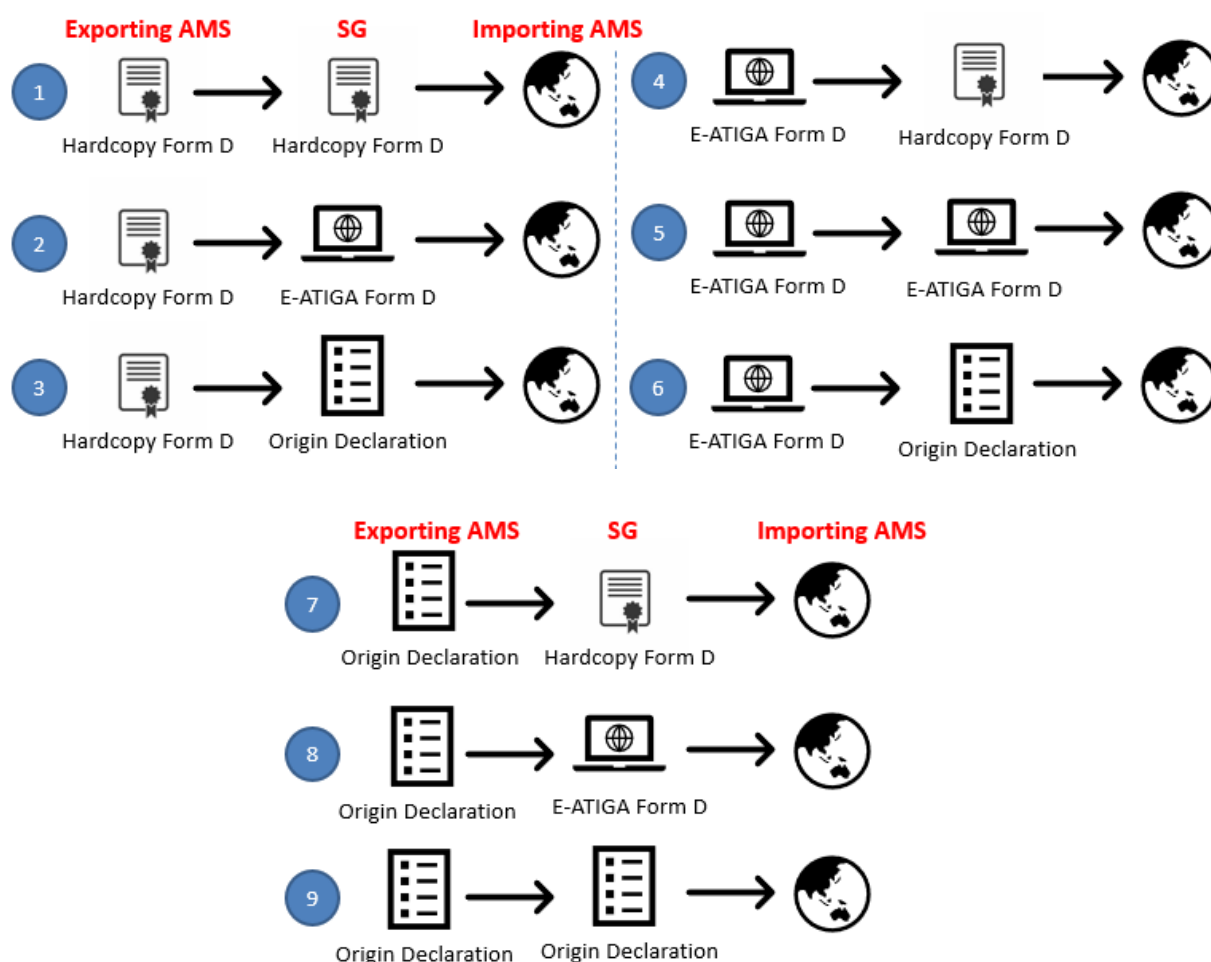 Exporting AMS SG Importing AMS
1
Hardcopy Form D Hardcopy Form D
2
Hardcopy Form D E-ATIGA Form D
3
Hardcopy Form D Origin Declaration
4
E-ATIGA Form D Hardcopy Form D
5
E-ATIGA Form D E-ATIGA Form D
6
E-ATIGA Form D Origin Declaration
Exporting AMS SG Importing AMS
7
Origin Declaration Hardcopy Form D
8
Origin Declaration E-ATIGA Form D
9
Origin Declaration Origin Declaration